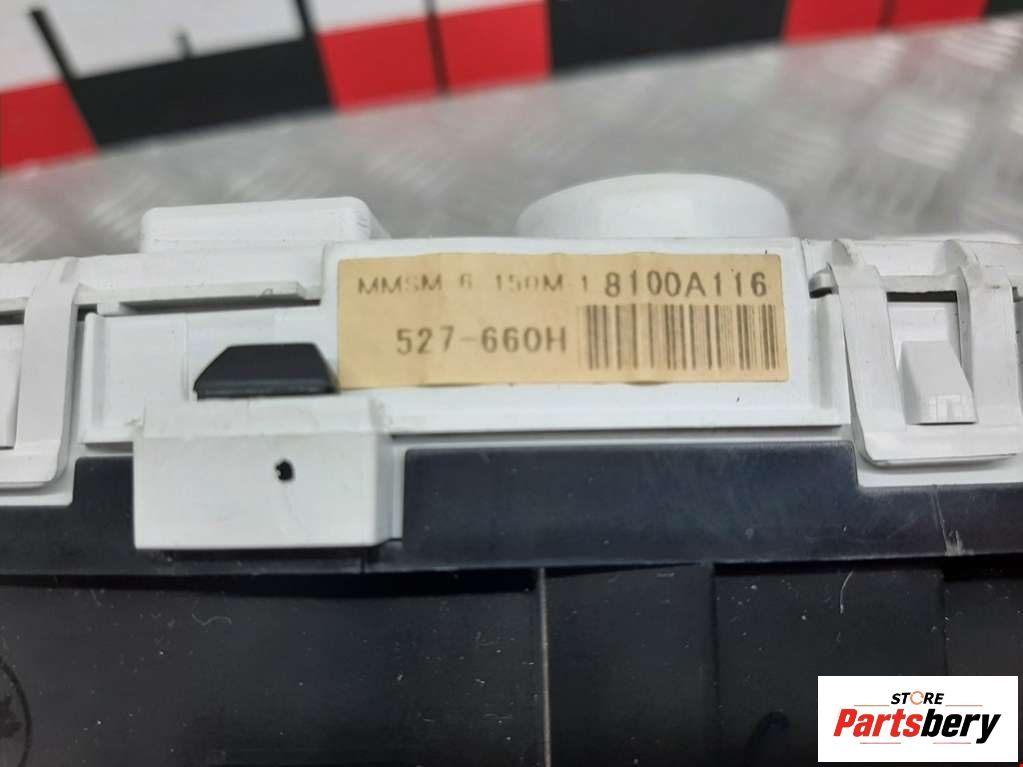 MMSM 6 150M-1 8100A116
527-660H
STORE
Partsbery